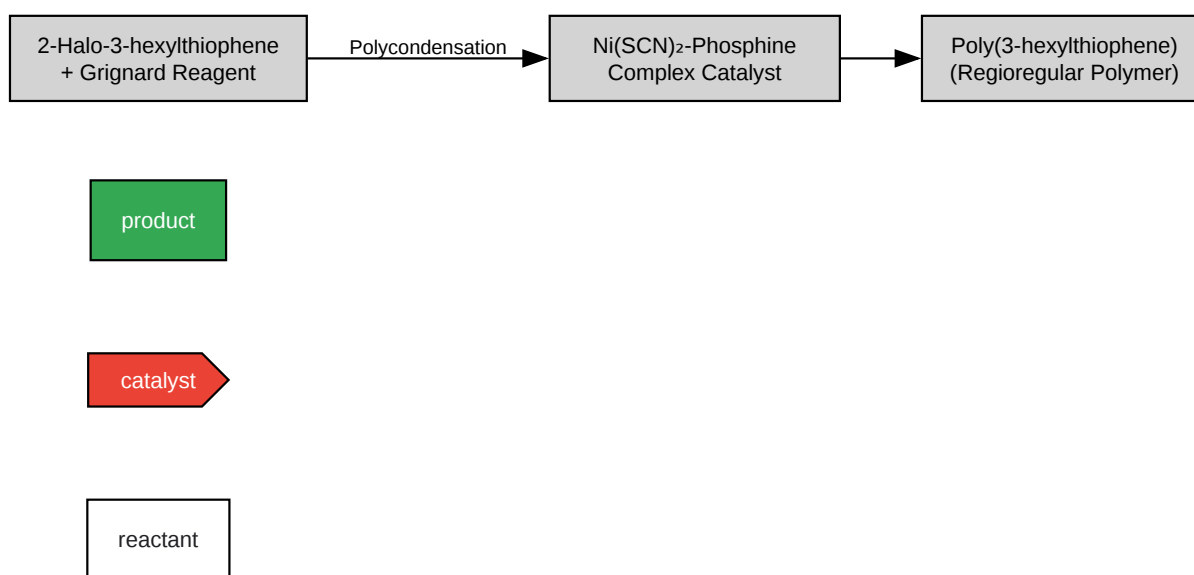 2-Halo-3-hexylthiophene
+ Grignard Reagent
Polycondensation
Ni(SCN)₂-Phosphine
Complex Catalyst
Poly(3-hexylthiophene)
(Regioregular Polymer)
product
catalyst
reactant